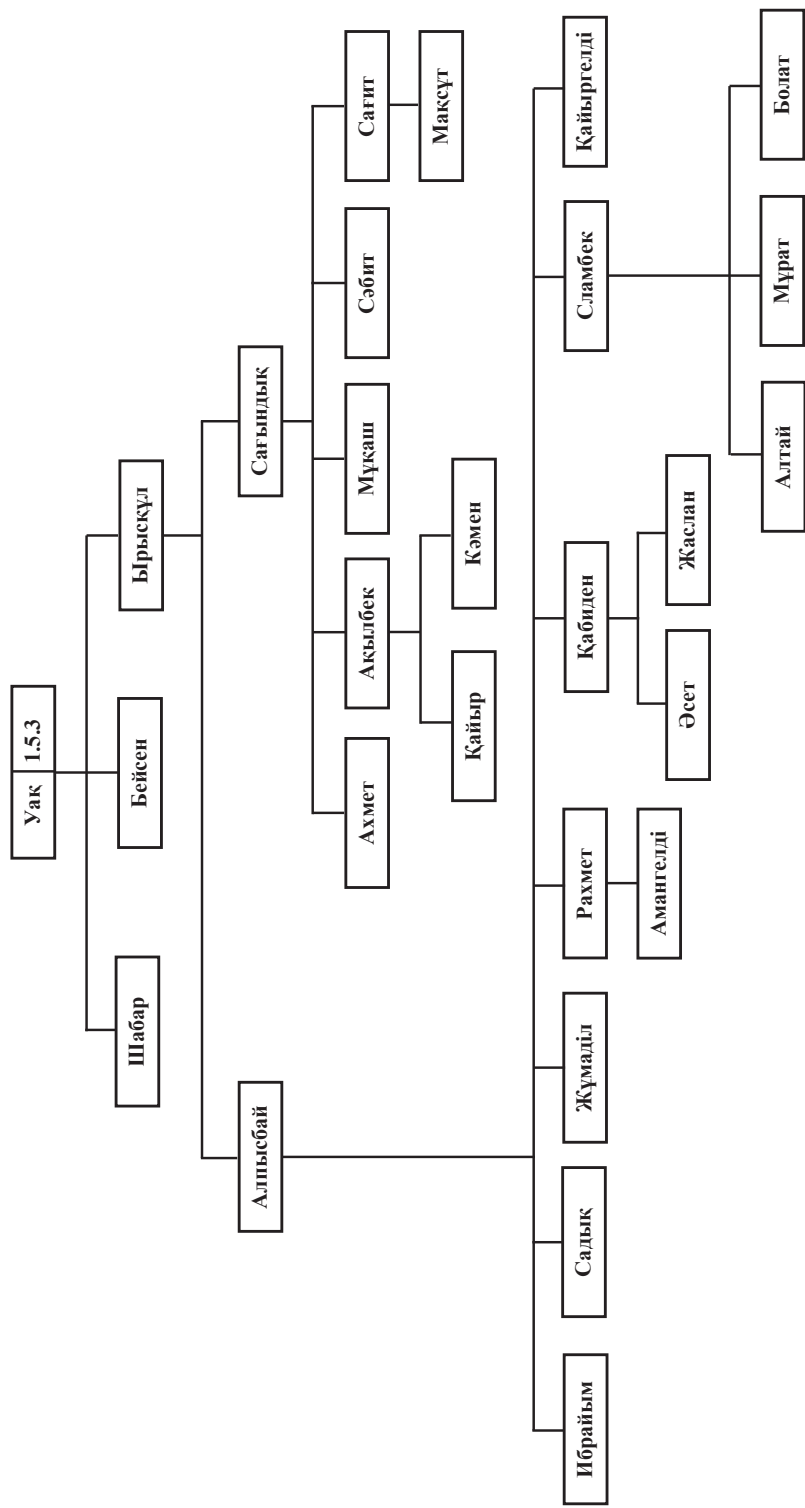 Уақ 1.5.3
Шабар
Бейсен
Ырысқұл
Алпысбай
Сағындық
Ахмет
Ақылбек
Мұқаш
Сәбит
Сағит
Қайыр
Кәмен
Мақсұт
Ибрайым
Садық
Жұмаділ
Рахмет
Қабиден
Сламбек
Қайыргелді
Амангелді
Әсет
Жаслан
Алтай
Мұрат
Болат